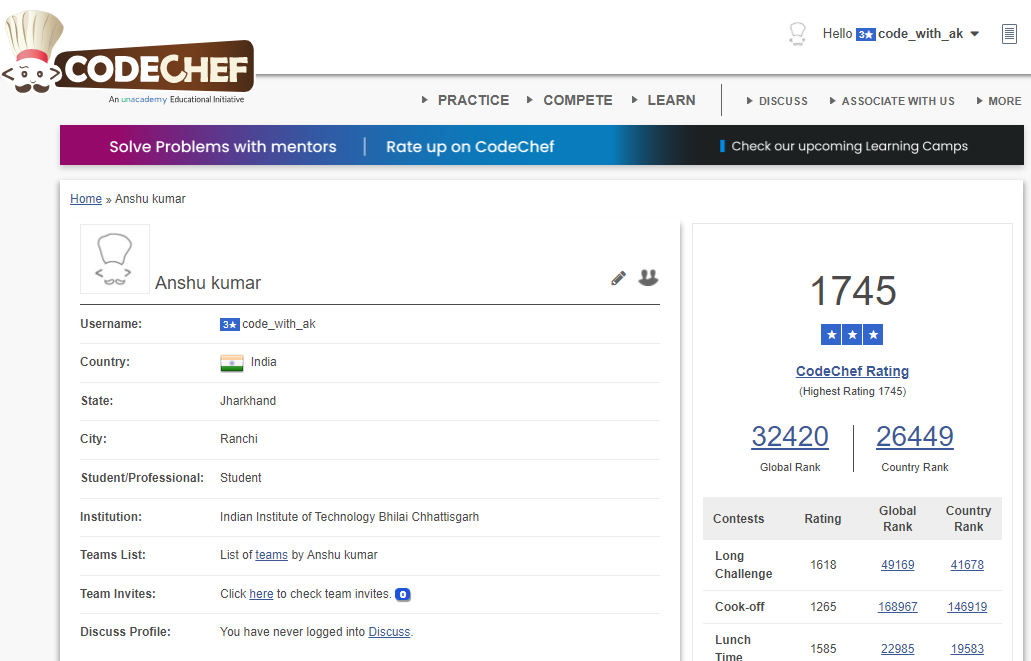 Hello 3★ code_with_ak
CODECHEF
An unacademy Educational Initiative
PRACTICE COMPETE LEARN DISCUSS ASSOCIATE WITH US MORE
Solve Problems with mentors | Rate up on CodeChef Check our upcoming Learning Camps
Home » Anshu kumar
Anshu kumar
Username: 3★ code_with_ak
Country: India
State: Jharkhand
City: Ranchi
Student/Professional: Student
Institution: Indian Institute of Technology Bhilai Chhattisgarh
Teams List: List of teams by Anshu kumar
Team Invites: Click here to check team invites. 0
Discuss Profile: You have never logged into Discuss.
1745
★ ★ ★
CodeChef Rating
(Highest Rating 1745)
32420 26449
Global Rank Country Rank
Contests Rating Global Rank Country Rank
Long Challenge 1618 49169 41678
Cook-off 1265 168967 146919
Lunch Time 1585 22985 19583